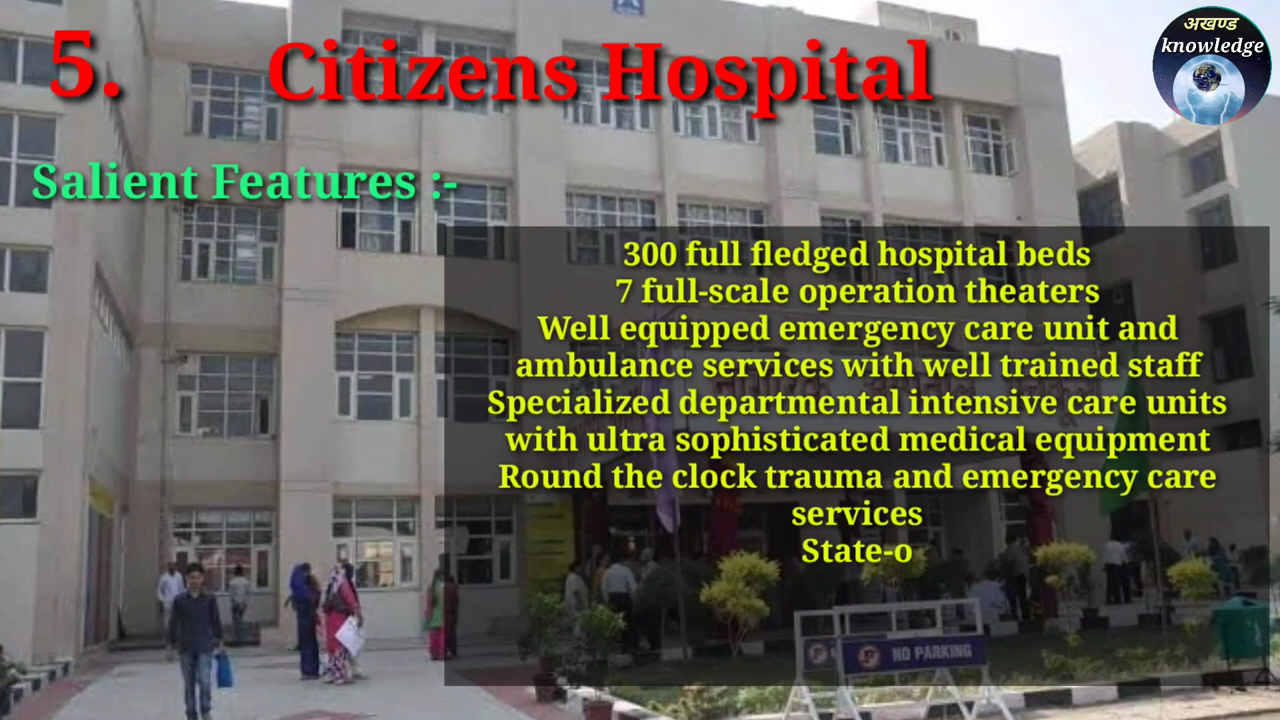 5. Citizens Hospital
अखण्ड
knowledge
Salient Features :-
300 full fledged hospital beds
7 full-scale operation theaters
Well equipped emergency care unit and
ambulance services with well trained staff
Specialized departmental intensive care units
with ultra sophisticated medical equipment
Round the clock trauma and emergency care
services
State-o
NO PARKING